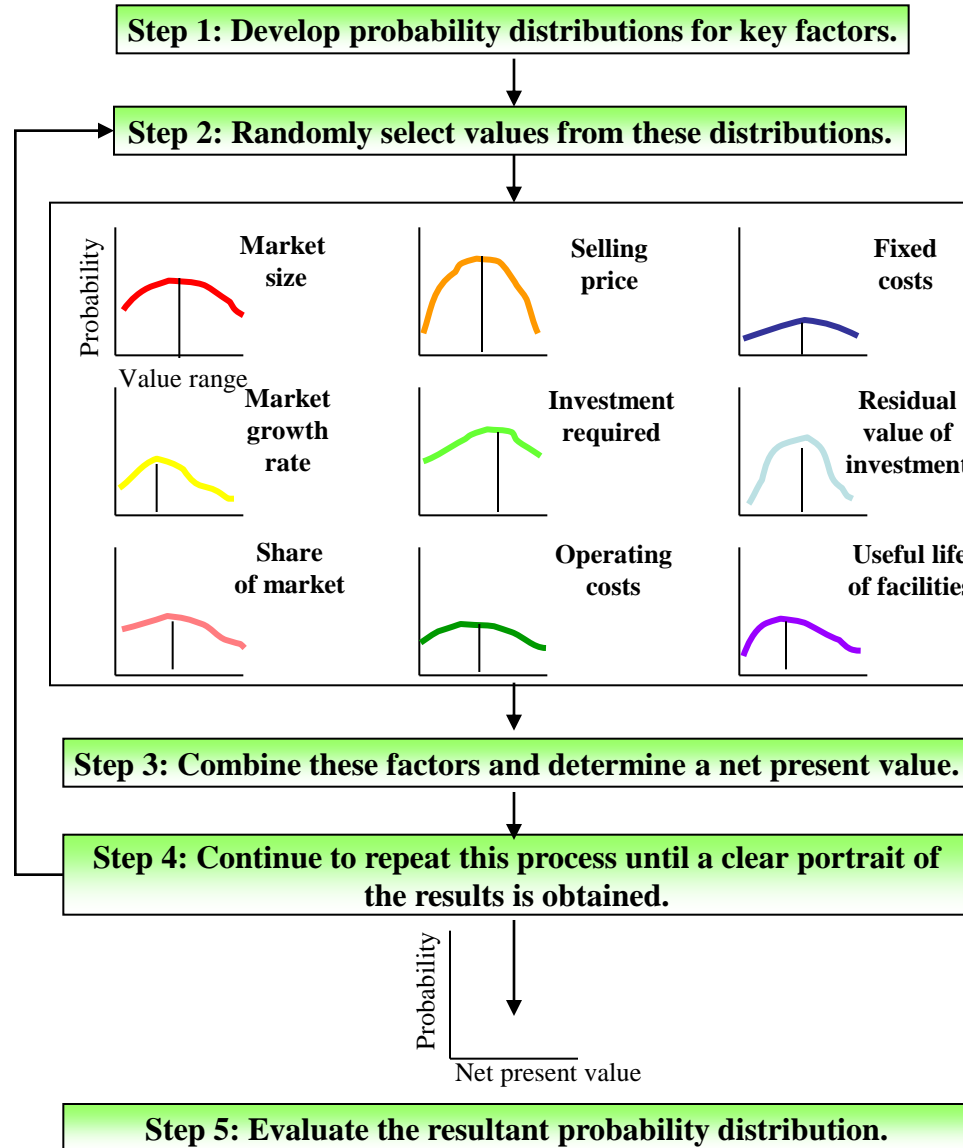 Step 1: Develop probability distributions for key factors.
Step 2: Randomly select values from these distributions.
Probability
Value range
Market
size
Selling
price
Fixed
costs
Market
growth
rate
Investment
required
Residual
value of
investment
Share
of market
Operating
costs
Useful life
of facilities
Step 3: Combine these factors and determine a net present value.
Step 4: Continue to repeat this process until a clear portrait of
the results is obtained.
Probability
Net present value
Step 5: Evaluate the resultant probability distribution.